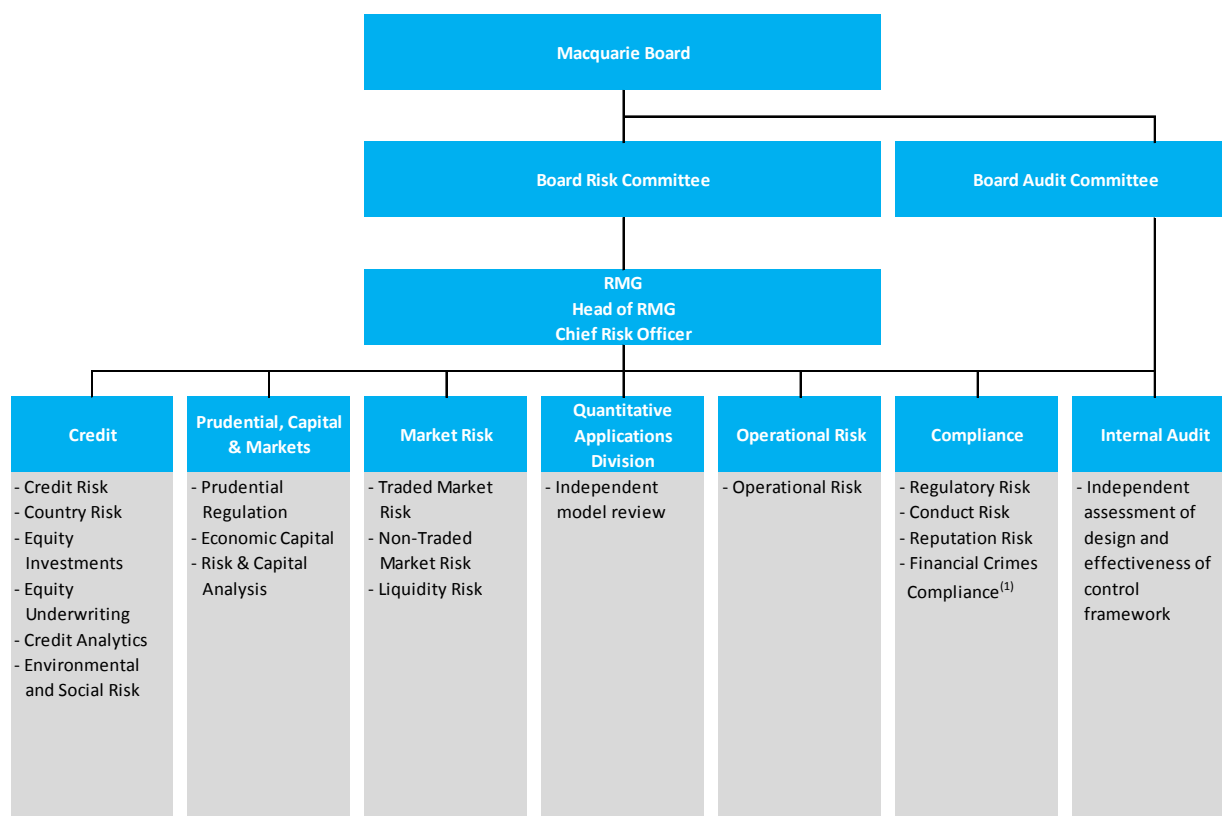 Macquarie Board
Board Risk Committee
Board Audit Committee
RMG
Head of RMG
Chief Risk Officer
Credit
- Credit Risk
- Country Risk
- Equity
Investments
- Equity
Underwriting
- Credit Analytics
- Environmental
and Social Risk
Prudential, Capital
& Markets
- Prudential
Regulation
- Economic Capital
- Risk & Capital
Analysis
Market Risk
- Traded Market
Risk
- Non-Traded
Market Risk
- Liquidity Risk
Quantitative
Applications
Division
- Independent
model review
Operational Risk
- Operational Risk
Compliance
- Regulatory Risk
- Conduct Risk
- Reputation Risk
- Financial Crimes
Compliance(1)
Internal Audit
- Independent
assessment of
design and
effectiveness of
control
framework